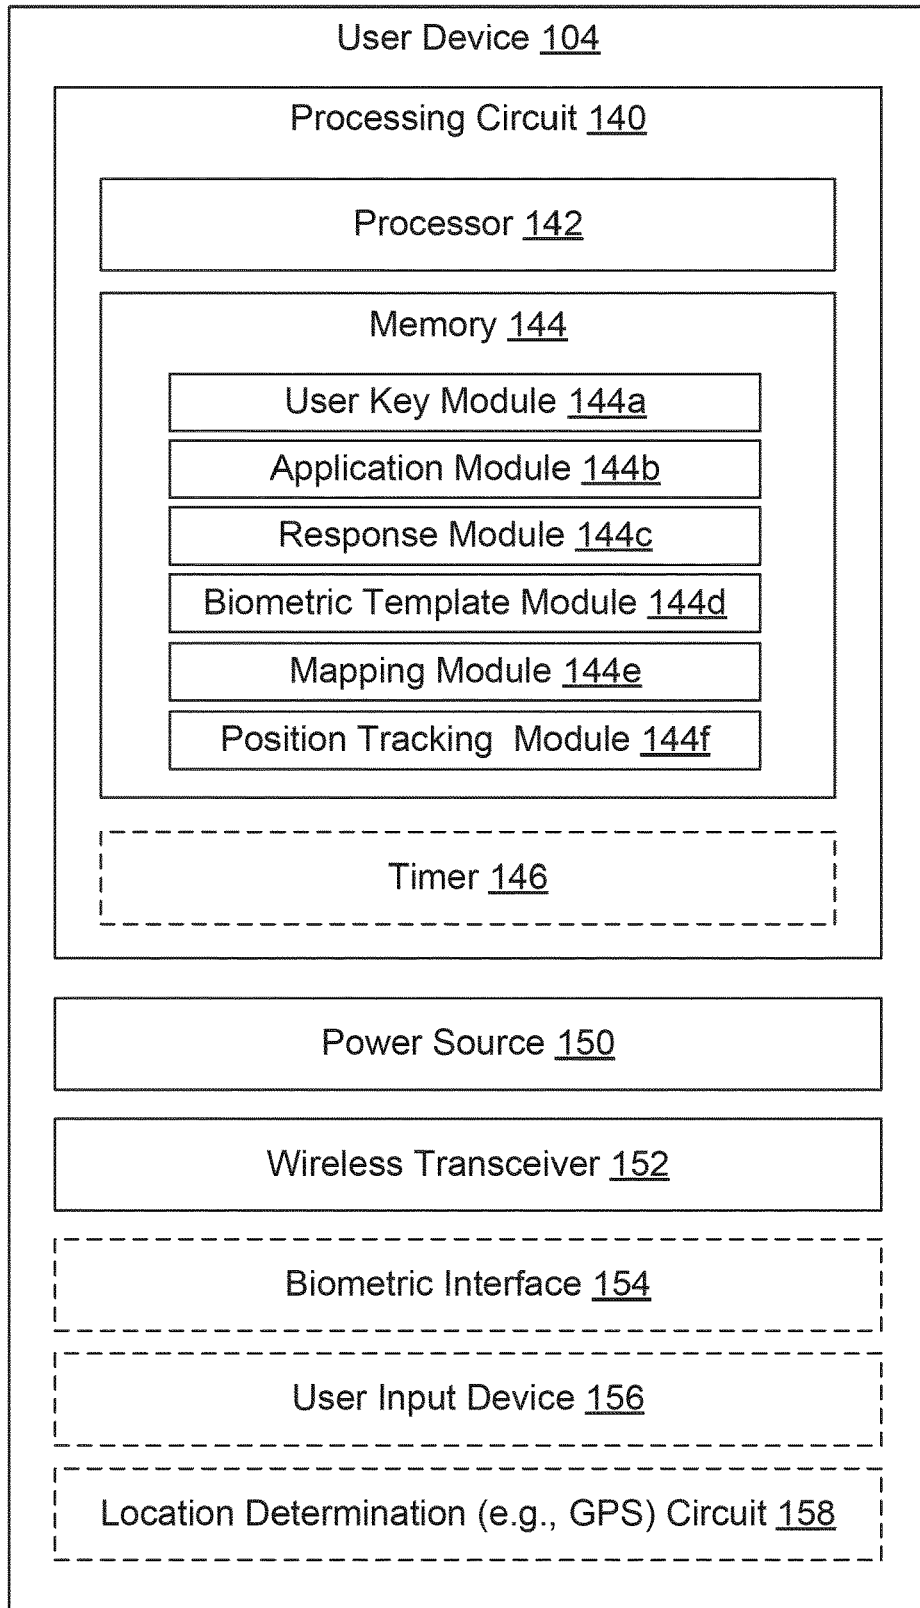 User Device 104
Processing Circuit 140
Processor 142
Memory 144
User Key Module 144a
Application Module 144b
Response Module 144c
Biometric Template Module 144d
Mapping Module 144e
Position Tracking  Module 144f
Timer 146
Power Source 150
Wireless Transceiver 152
Biometric Interface 154
User Input Device 156
Location Determination (e.g., GPS) Circuit 158